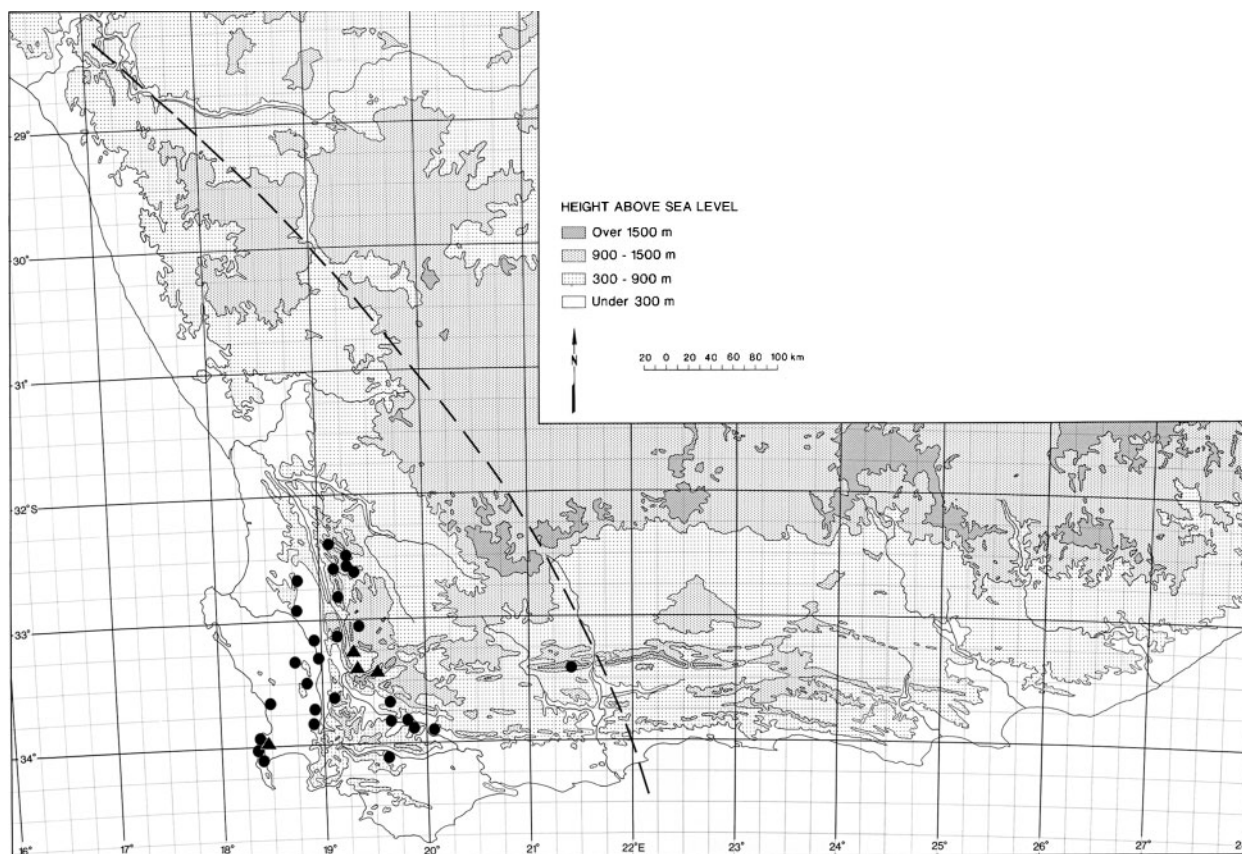 HEIGHT ABOVE SEA LEVEL
Over 1500 m
900 - 1500 m
300 - 900 m
Under 300 m
N
20 0 20 40 60 80 100 km
29°
30°
31°
32°S
33°
34°
16° 17° 18° 19° 20° 21° 22°E 23° 24° 25° 26° 27°